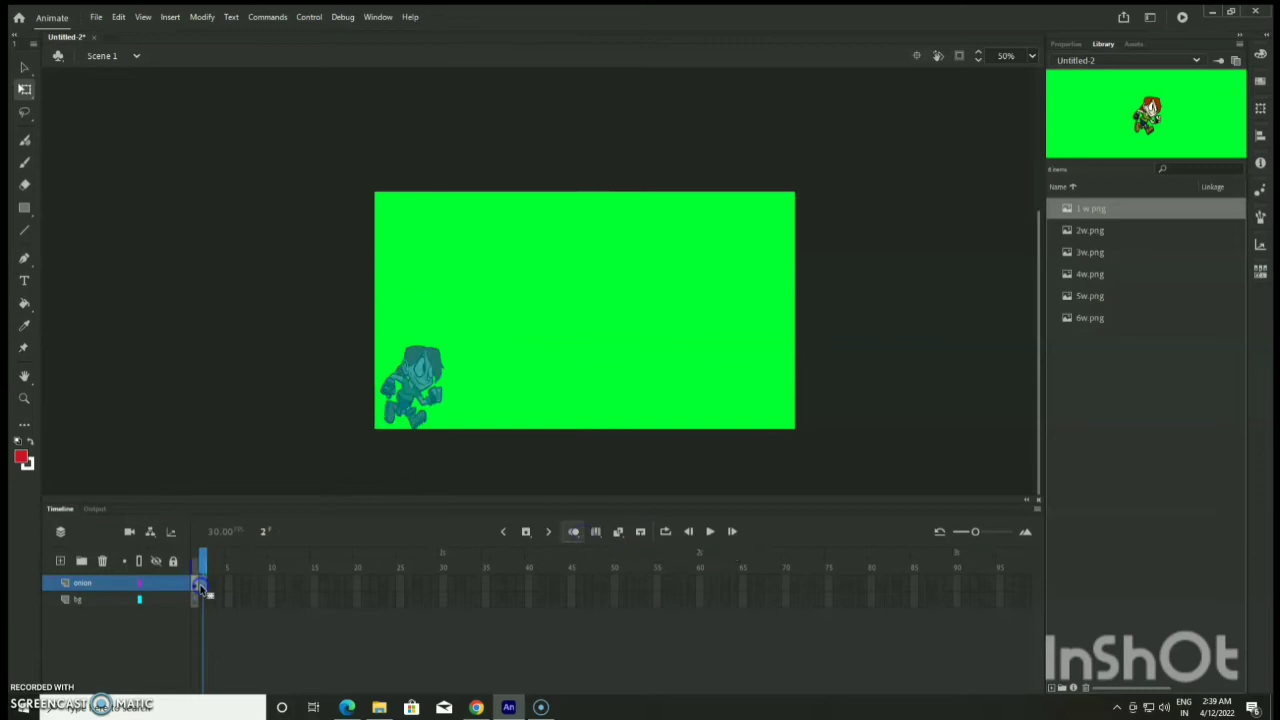 Animate File Edit View Insert Modify Text Commands Control Debug Window Help
Untitled-2*
Scene 1
50%
Properties Library Assets
Untitled-2
6 items
Name Linkage
1 w.png
2w.png
3w.png
4w.png
5w.png
6w.png
Timeline Output
30.00 FPS 2 F
1s 2s 3s
5 10 15 20 25 30 35 40 45 50 55 60 65 70 75 80 85 90 95
onion
bg
InShOt
RECORDED WITH
SCREENCAST MATIC
ENG
IN
2:39 AM
4/12/2022